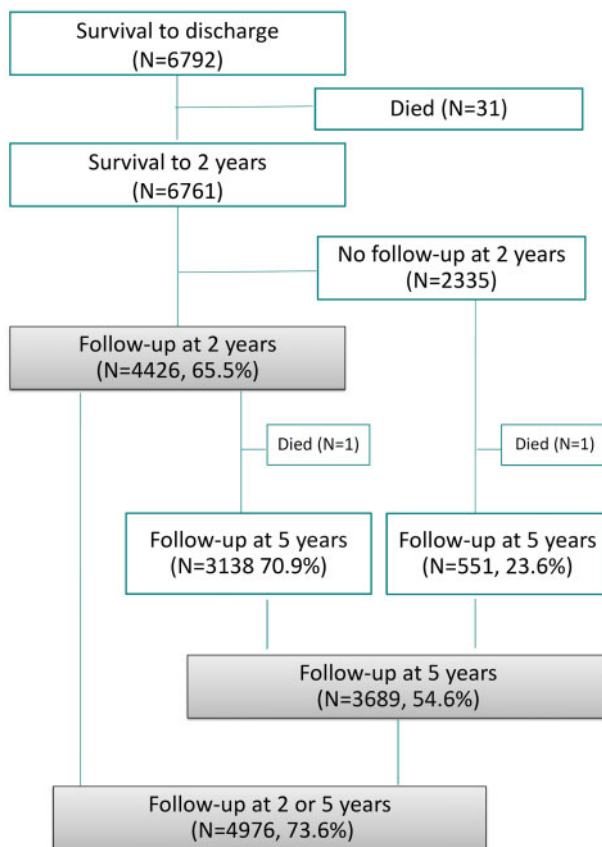 Survival to discharge
(N=6792)
Died (N=31)
Survival to 2 years
(N=6761)
No follow-up at 2 years
(N=2335)
Follow-up at 2 years
(N=4426, 65.5%)
Died (N=1)
Died (N=1)
Follow-up at 5 years
(N=3138 70.9%)
Follow-up at 5 years
(N=551, 23.6%)
Follow-up at 5 years
(N=3689, 54.6%)
Follow-up at 2 or 5 years
(N=4976, 73.6%)